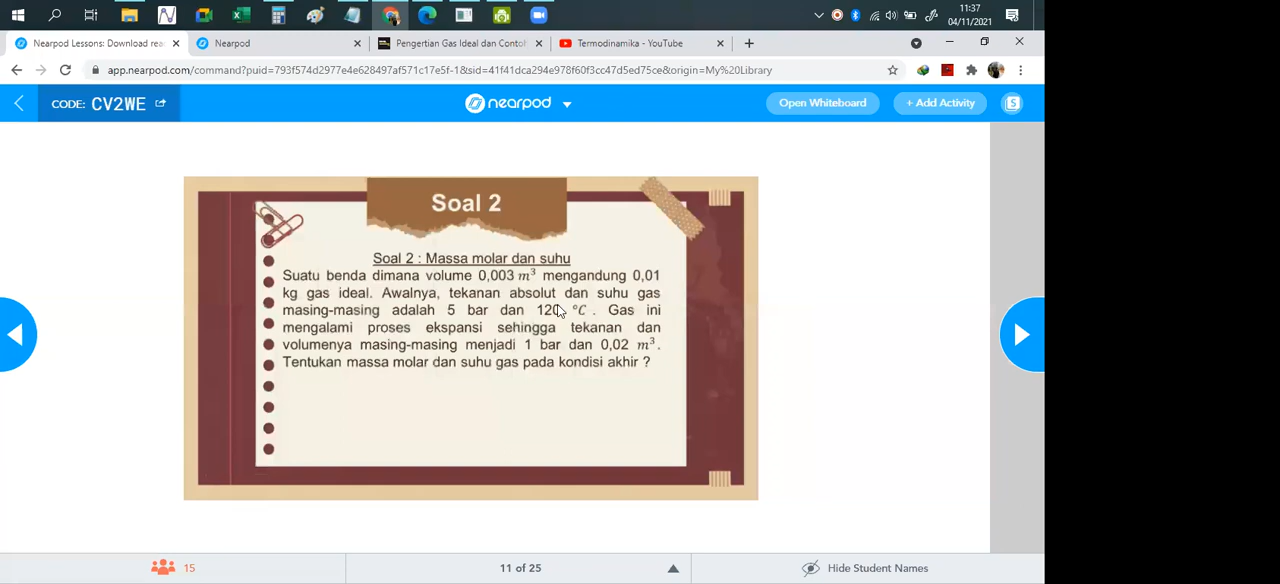 11:37
04/11/2021
Nearpod Lessons: Download rea
Nearpod
Pengertian Gas Ideal dan Contoh
Termodinamika - YouTube
app.nearpod.com/command?puid=793f574d2977e4e628497af571c17e5f-1&sid=41f41dca294e978f60f3cc47d5ed75ce&origin=My%20Library
CODE: CV2WE
nearpod
Open Whiteboard
+ Add Activity
S
Soal 2
Soal 2 : Massa molar dan suhu
Suatu benda dimana volume 0,003 m³ mengandung 0,01
kg gas ideal. Awalnya, tekanan absolut dan suhu gas
masing-masing adalah 5 bar dan 120 °C . Gas ini
mengalami proses ekspansi sehingga tekanan dan
volumenya masing-masing menjadi 1 bar dan 0,02 m³.
Tentukan massa molar dan suhu gas pada kondisi akhir ?
15
11 of 25
Hide Student Names